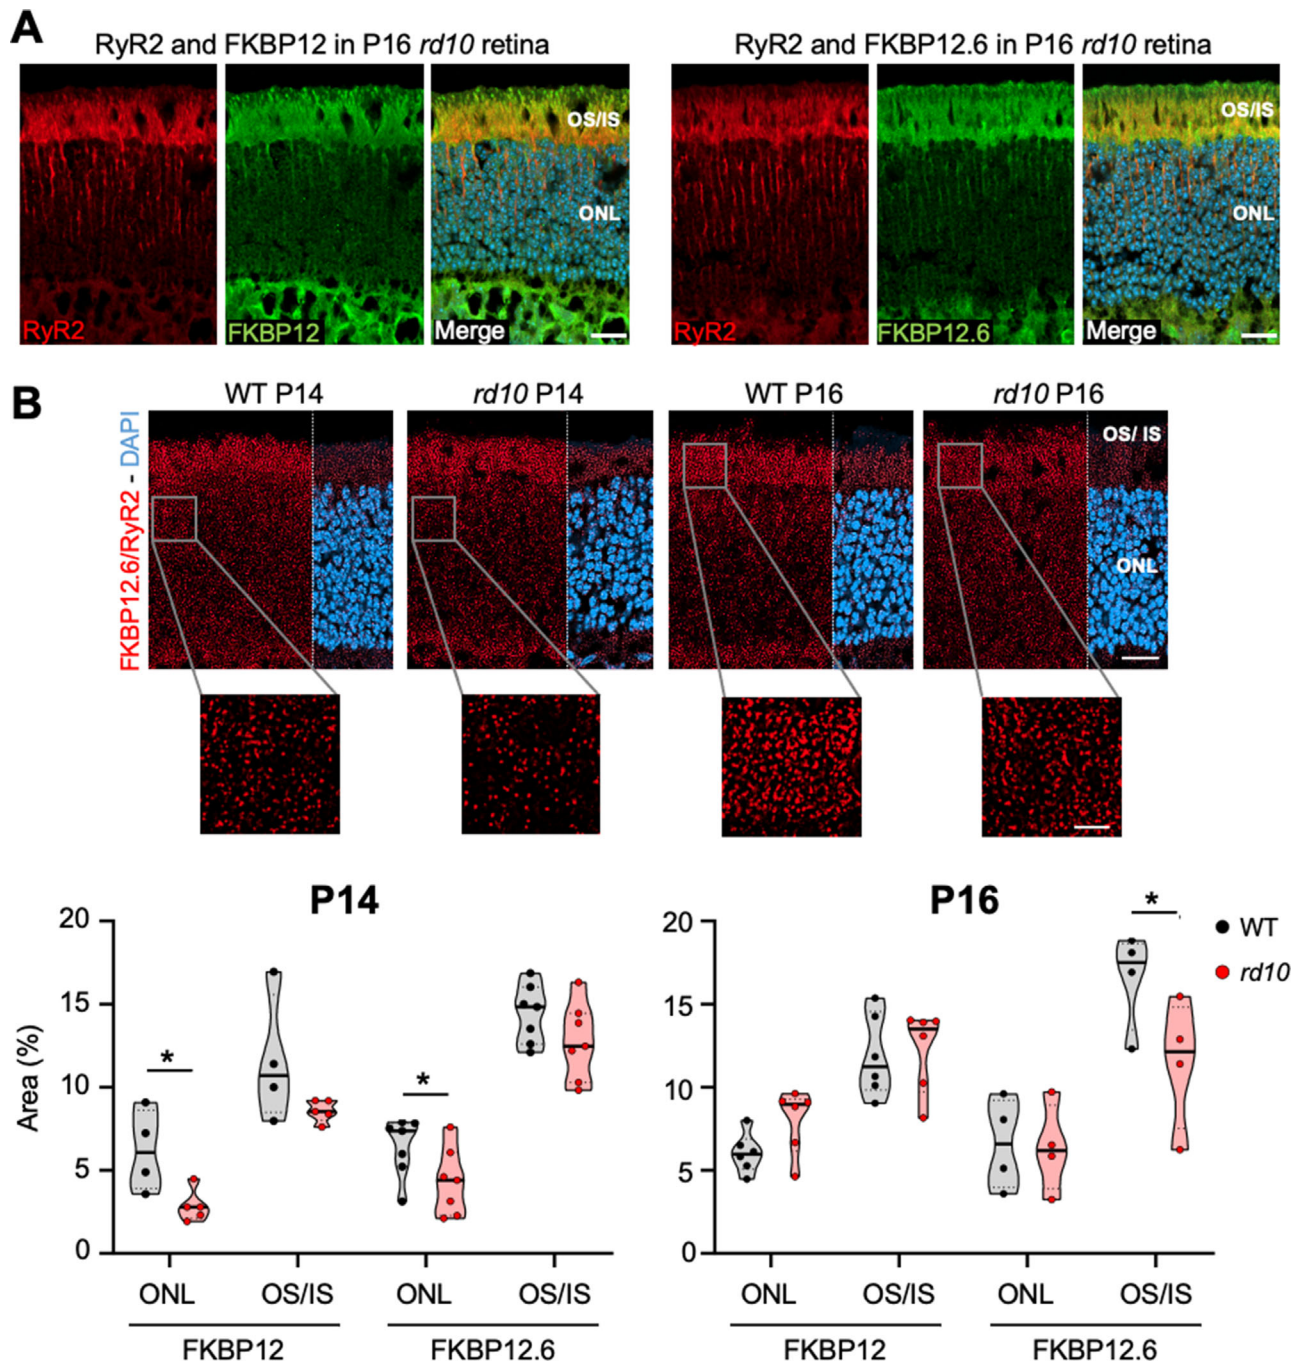 A
RyR2 and FKBP12 in P16 rd10 retina
RyR2 and FKBP12.6 in P16 rd10 retina
OS/IS
ONL
RyR2
FKBP12
Merge
OS/IS
ONL
RyR2
FKBP12.6
Merge
B
WT P14
rd10 P14
WT P16
rd10 P16
FKBP12.6/RyR2 - DAPI
OS/ IS
ONL
P14
Area (%)
20
15
10
5
0
*
*
ONL
OS/IS
ONL
OS/IS
FKBP12
FKBP12.6
P16
20
15
10
5
0
*
WT
rd10
ONL
OS/IS
ONL
OS/IS
FKBP12
FKBP12.6